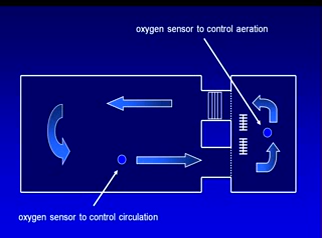 oxygen sensor to control aeration
oxygen sensor to control circulation